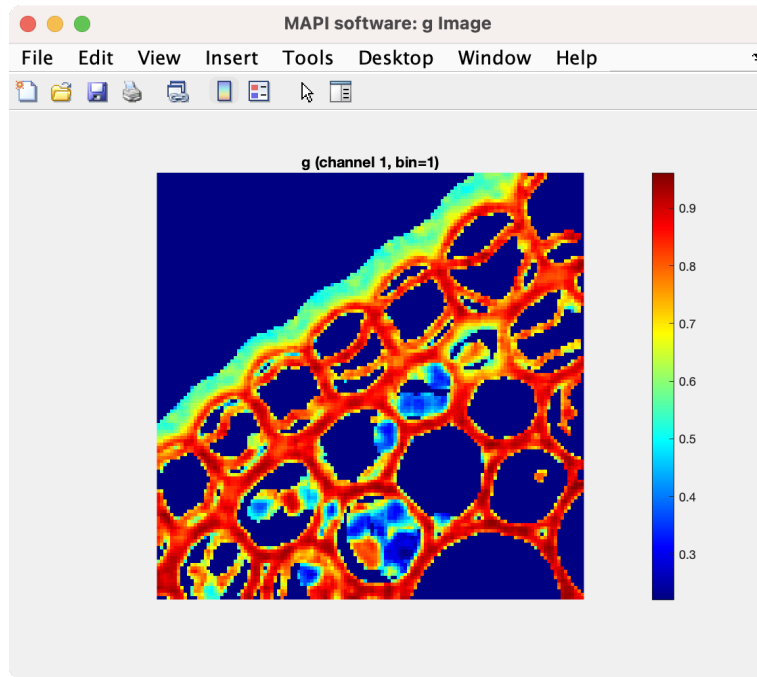 MAPI software: g Image
File Edit View Insert Tools Desktop Window Help
g (channel 1, bin=1)
0.9
0.8
0.7
0.6
0.5
0.4
0.3